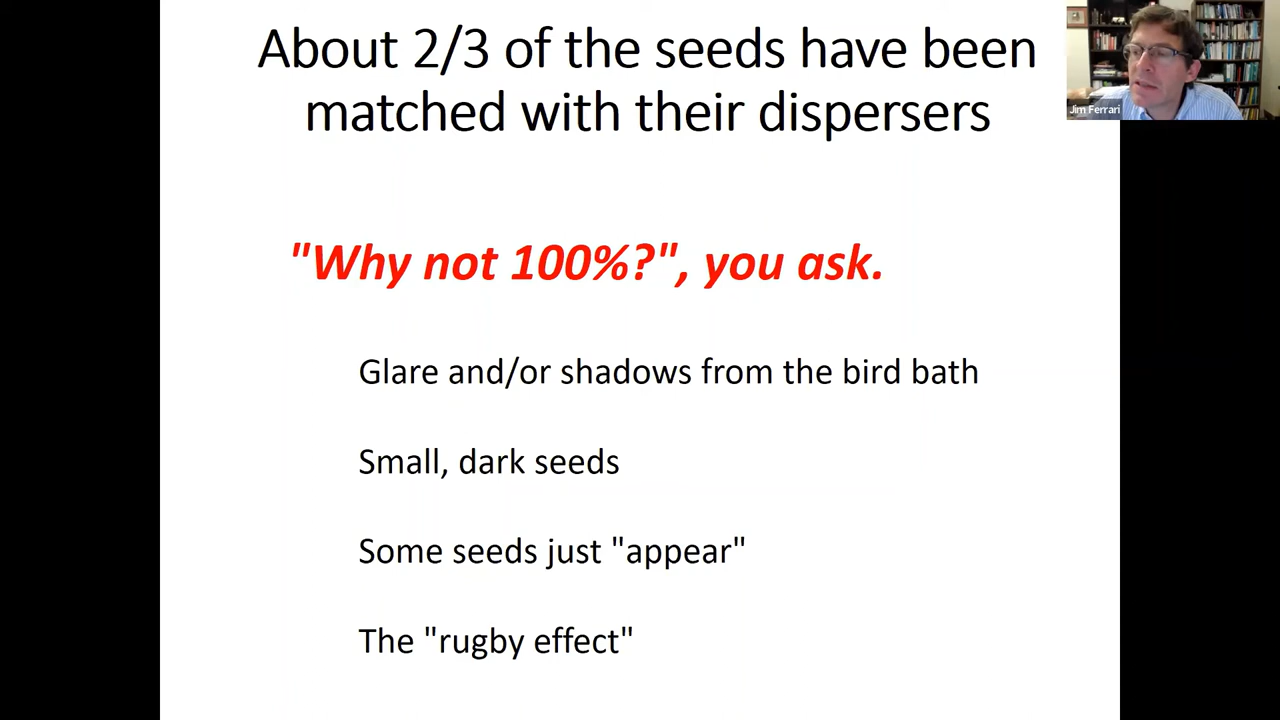 About 2/3 of the seeds have been
matched with their dispersers
"Why not 100%?", you ask.
Glare and/or shadows from the bird bath
Small, dark seeds
Some seeds just "appear"
The "rugby effect"
Jim Ferrari